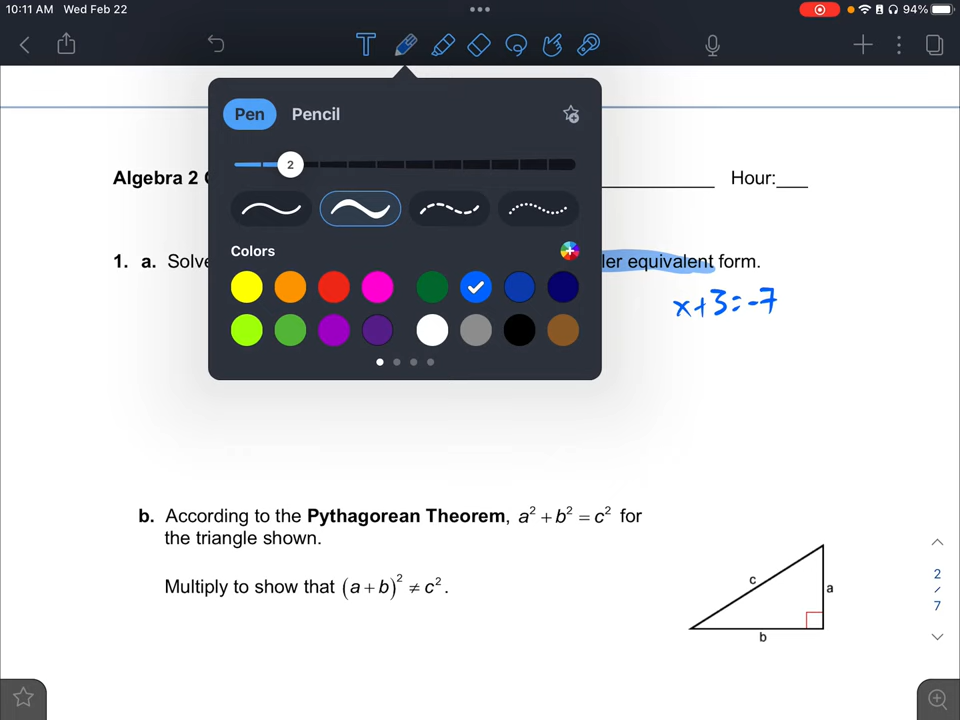 10:11 AM Wed Feb 22
94%
T
Pen Pencil
2
Algebra 2 Hour:___
Colors
1. a. Solve ler equivalent form.
x+3=-7
b. According to the Pythagorean Theorem, a² + b² = c² for
the triangle shown.
Multiply to show that (a + b)² ≠ c².
c
a
b
2
/
7